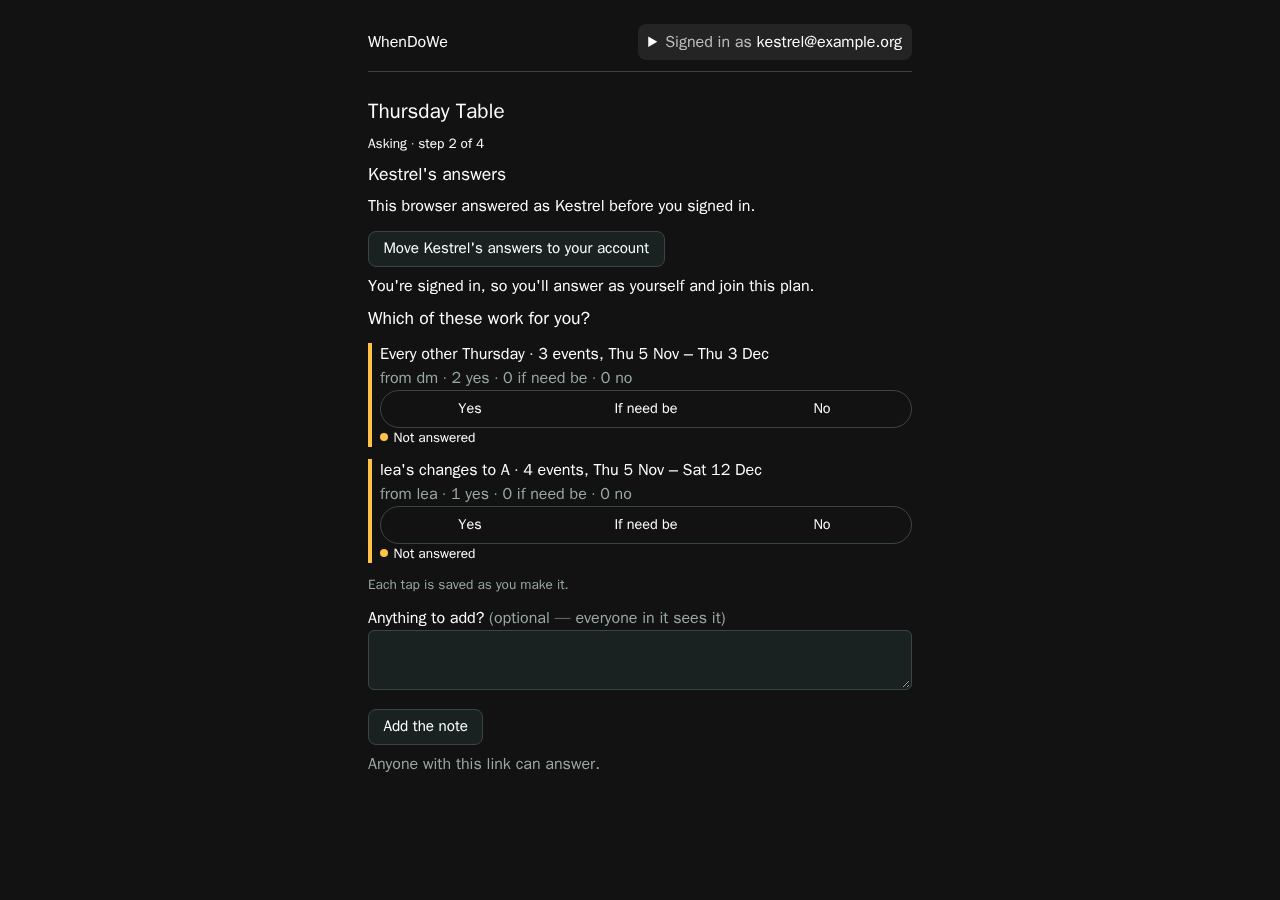 WhenDoWe
Signed in as kestrel@example.org
Thursday Table
Asking · step 2 of 4
Kestrel's answers
This browser answered as Kestrel before you signed in.
Move Kestrel's answers to your account
You're signed in, so you'll answer as yourself and join this plan.
Which of these work for you?
Every other Thursday · 3 events, Thu 5 Nov – Thu 3 Dec
from dm · 2 yes · 0 if need be · 0 no
Yes If need be No
Not answered
lea's changes to A · 4 events, Thu 5 Nov – Sat 12 Dec
from lea · 1 yes · 0 if need be · 0 no
Yes If need be No
Not answered
Each tap is saved as you make it.
Anything to add? (optional — everyone in it sees it)
Add the note
Anyone with this link can answer.